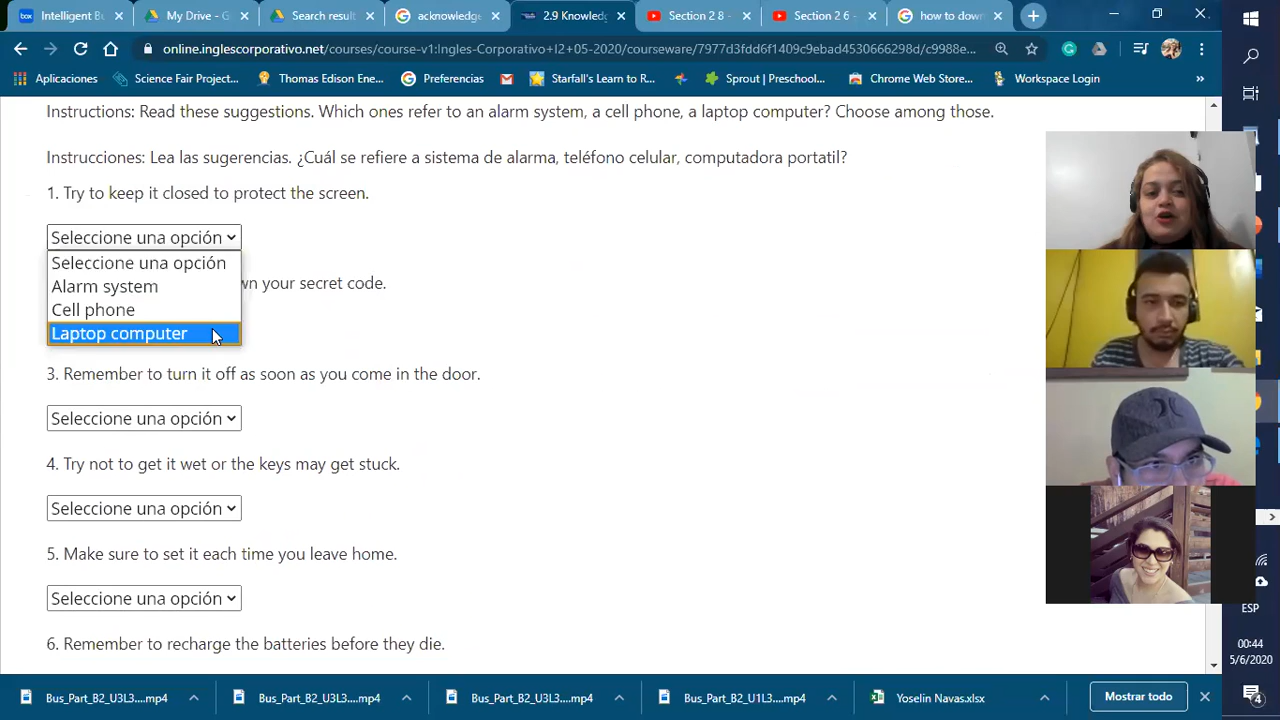 Intelligent Business
My Drive - G
Search result
acknowledge
2.9 Knowledg
Section 2 8 -
Section 2 6 -
how to down
online.inglescorporativo.net/courses/course-v1:Ingles-Corporativo+I2+05-2020/courseware/7977d3fdd6f1409c9ebad4530666298d/c9988e...
Aplicaciones
Science Fair Project...
Thomas Edison Ene...
Preferencias
Starfall's Learn to R...
Sprout | Preschool...
Chrome Web Store...
Workspace Login
»
Instructions: Read these suggestions. Which ones refer to an alarm system, a cell phone, a laptop computer? Choose among those.
Instrucciones: Lea las sugerencias. ¿Cuál se refiere a sistema de alarma, teléfono celular, computadora portatil?
1. Try to keep it closed to protect the screen.
Seleccione una opción
Seleccione una opción
Alarm system
wn your secret code.
Cell phone
Laptop computer
3. Remember to turn it off as soon as you come in the door.
Seleccione una opción
4. Try not to get it wet or the keys may get stuck.
Seleccione una opción
5. Make sure to set it each time you leave home.
Seleccione una opción
6. Remember to recharge the batteries before they die.
ESP
00:44
5/6/2020
4
Bus_Part_B2_U3L3....mp4
Bus_Part_B2_U3L3....mp4
Bus_Part_B2_U3L3....mp4
Bus_Part_B2_U1L3....mp4
Yoselin Navas.xlsx
Mostrar todo